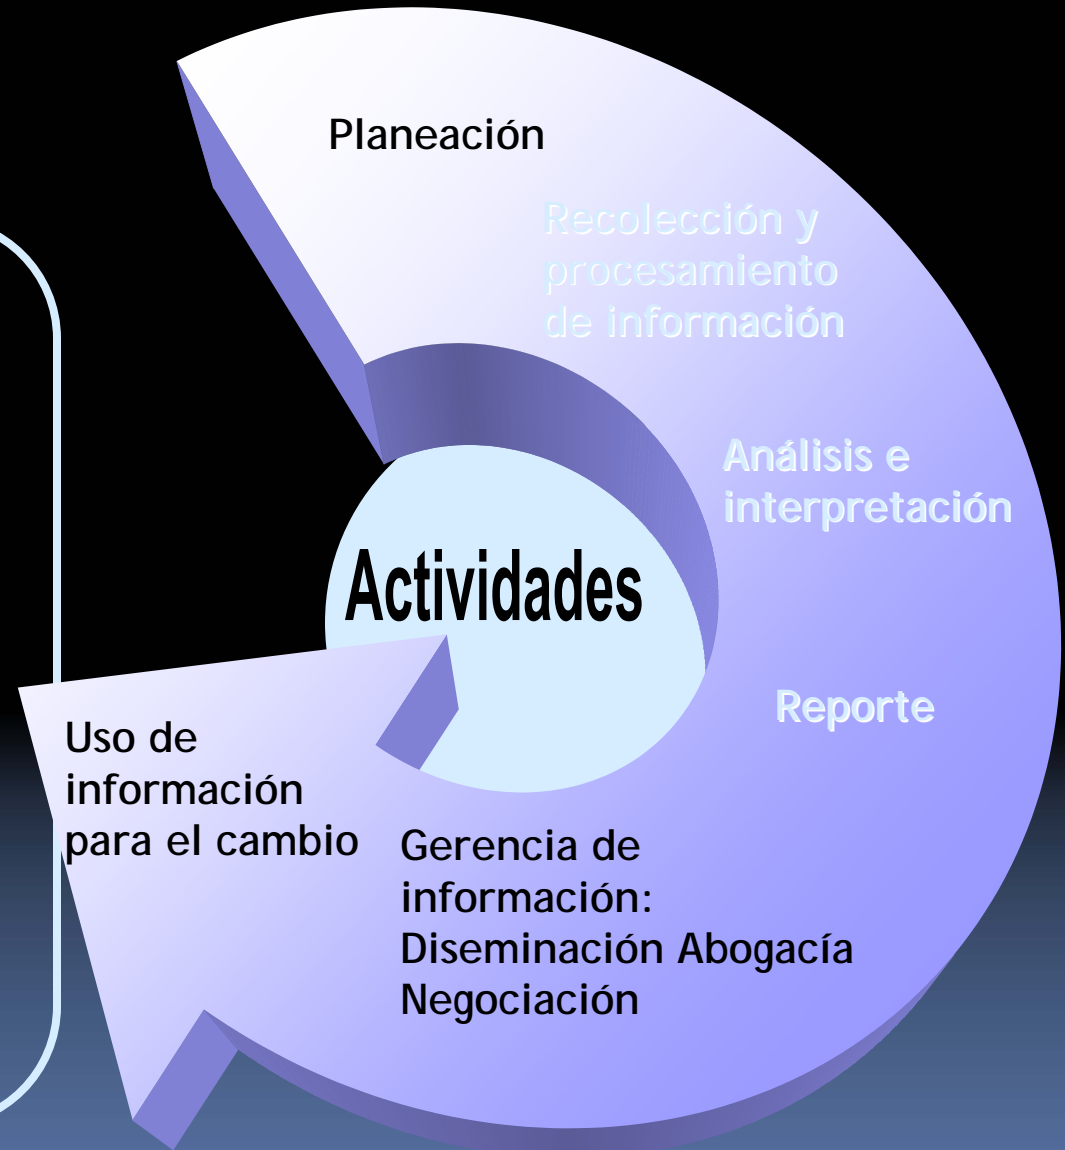 Planeación
Recolección y
procesamiento
de información
Análisis e
interpretación
Actividades
Reporte
Uso de
información
para el cambio
Gerencia de
información:
Diseminación Abogacía
Negociación